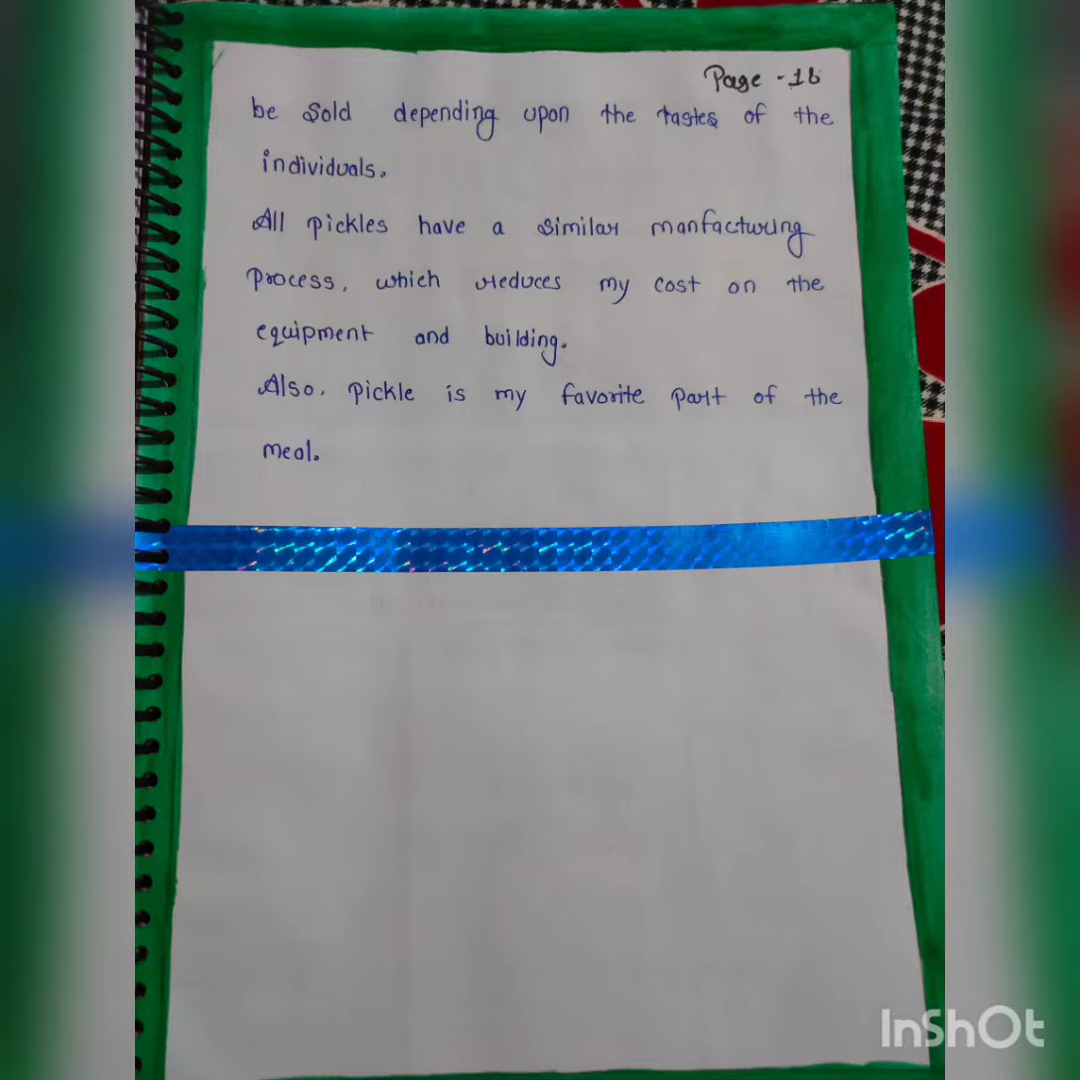 Page - 16
be Sold depending upon the tastes of the
individuals.
All pickles have a similar manfacturing
Process, which reduces my cost on the
equipment and building.
Also, pickle is my favorite part of the
meal.
InShOt